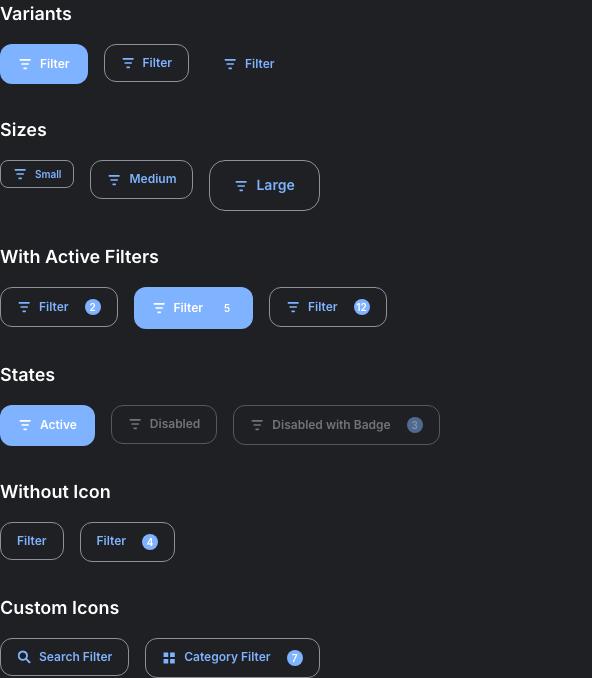 Variants
Filter Filter Filter
Sizes
Small Medium Large
With Active Filters
Filter 2 Filter 5 Filter 12
States
Active Disabled Disabled with Badge 3
Without Icon
Filter Filter 4
Custom Icons
Search Filter Category Filter 7